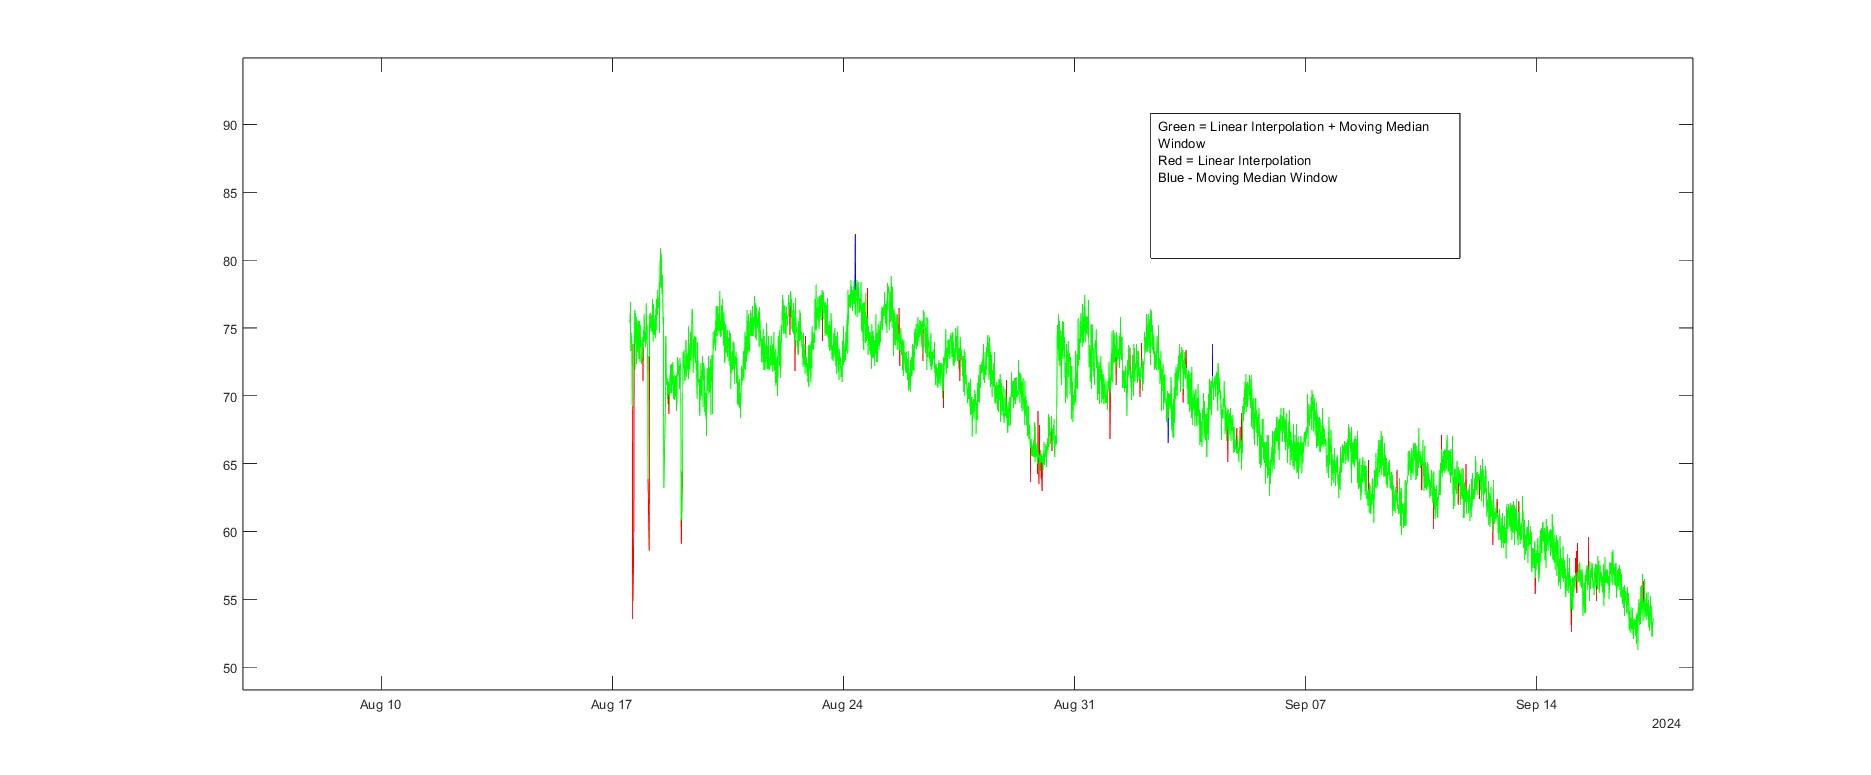 90
Green = Linear Interpolation + Moving Median
Window
Red = Linear Interpolation
Blue - Moving Median Window
85
80
75
70
65
60
55
50
Aug 10 Aug 17 Aug 24 Aug 31 Sep 07 Sep 14
2024